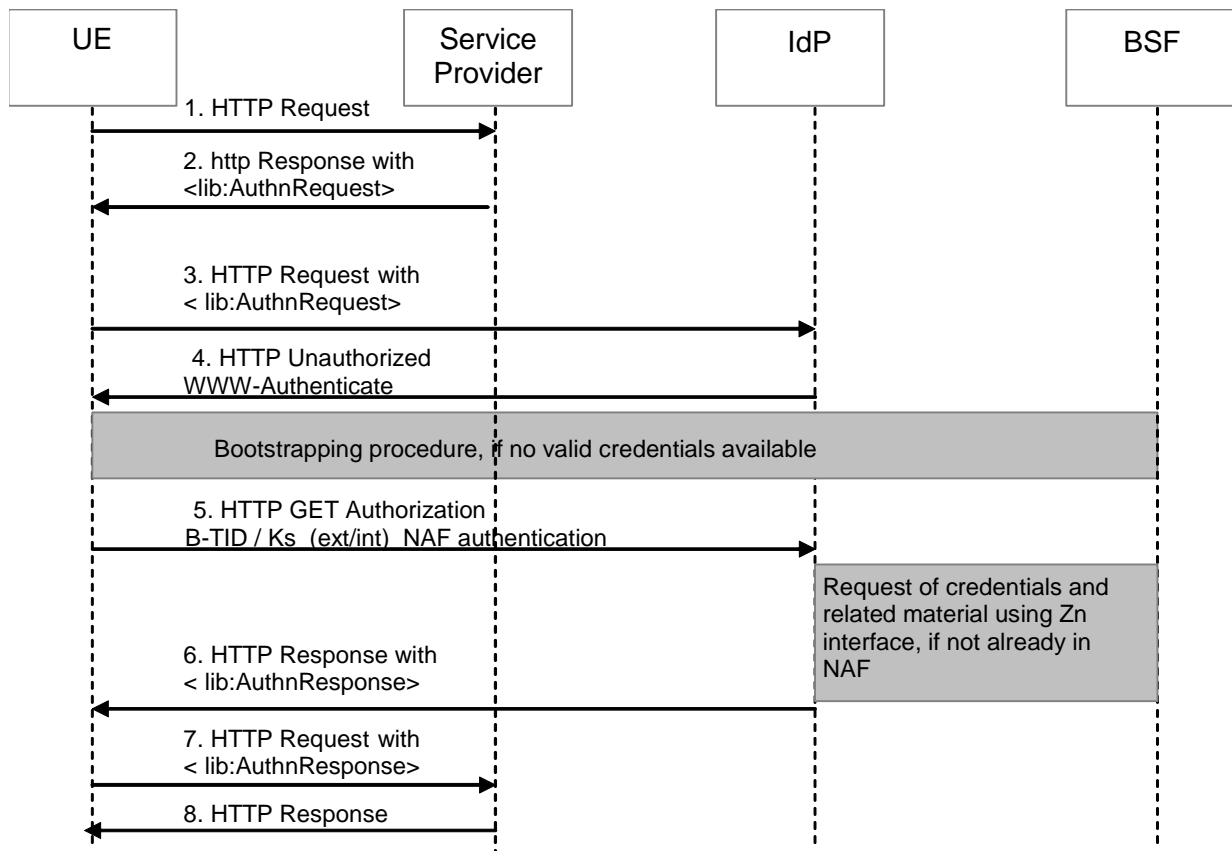 UE
Service
Provider
IdP
BSF
1. HTTP Request
2. http Response with
<lib:AuthnRequest>
3. HTTP Request with
< lib:AuthnRequest>
4. HTTP Unauthorized
WWW-Authenticate
Bootstrapping procedure, if no valid credentials available
5. HTTP GET Authorization
B-TID / Ks_(ext/int)_NAF authentication
Request of credentials and
related material using Zn
interface, if not already in
NAF
6. HTTP Response with
< lib:AuthnResponse>
7. HTTP Request with
< lib:AuthnResponse>
8. HTTP Response